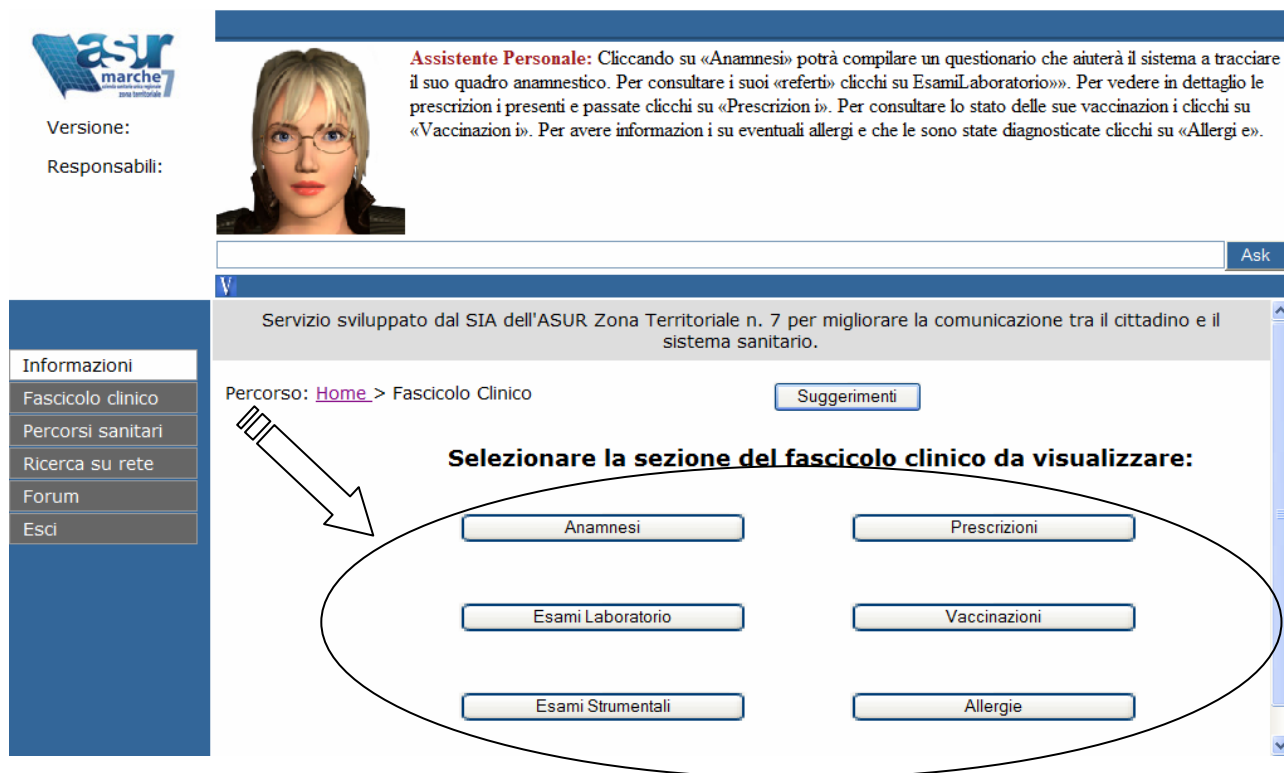 asur
marche 7
zona territoriale
Versione:
Responsabili:
Assistente Personale: Cliccando su «Anamnesi» potrà compilare un questionario che aiuterà il sistema a tracciare
il suo quadro anamnestico. Per consultare i suoi «referti» clicchi su EsamiLaboratorio»». Per vedere in dettaglio le
prescrizion i presenti e passate clicchi su «Prescrizion i». Per consultare lo stato delle sue vaccinazion i clicchi su
«Vaccinazion i». Per avere informazion i su eventuali allergi e che le sono state diagnosticate clicchi su «Allergi e».
Ask
V
Servizio sviluppato dal SIA dell'ASUR Zona Territoriale n. 7 per migliorare la comunicazione tra il cittadino e il
sistema sanitario.
Informazioni
Fascicolo clinico
Percorsi sanitari
Ricerca su rete
Forum
Esci
Percorso: Home > Fascicolo Clinico
Suggerimenti
Selezionare la sezione del fascicolo clinico da visualizzare:
Anamnesi
Prescrizioni
Esami Laboratorio
Vaccinazioni
Esami Strumentali
Allergie